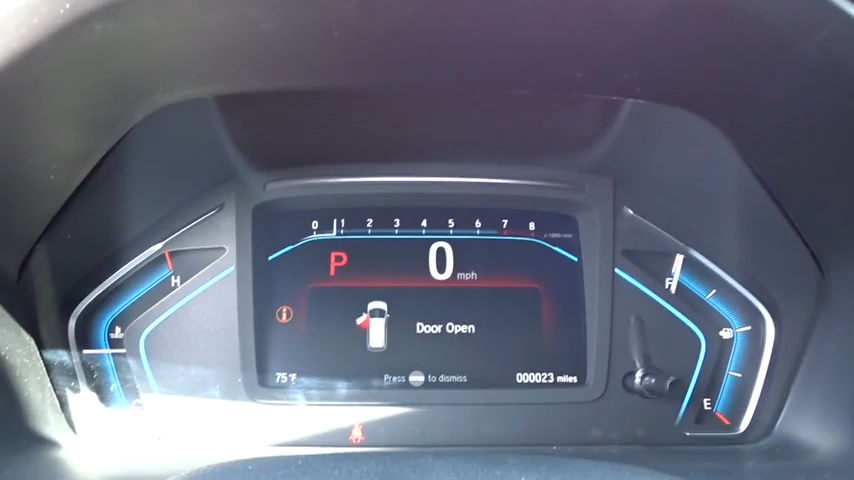 0 1 2 3 4 5 6 7 8
x 1000r/min
P 0 mph
H
F
Door Open
75°F
Press to dismiss
000023 miles
C
E